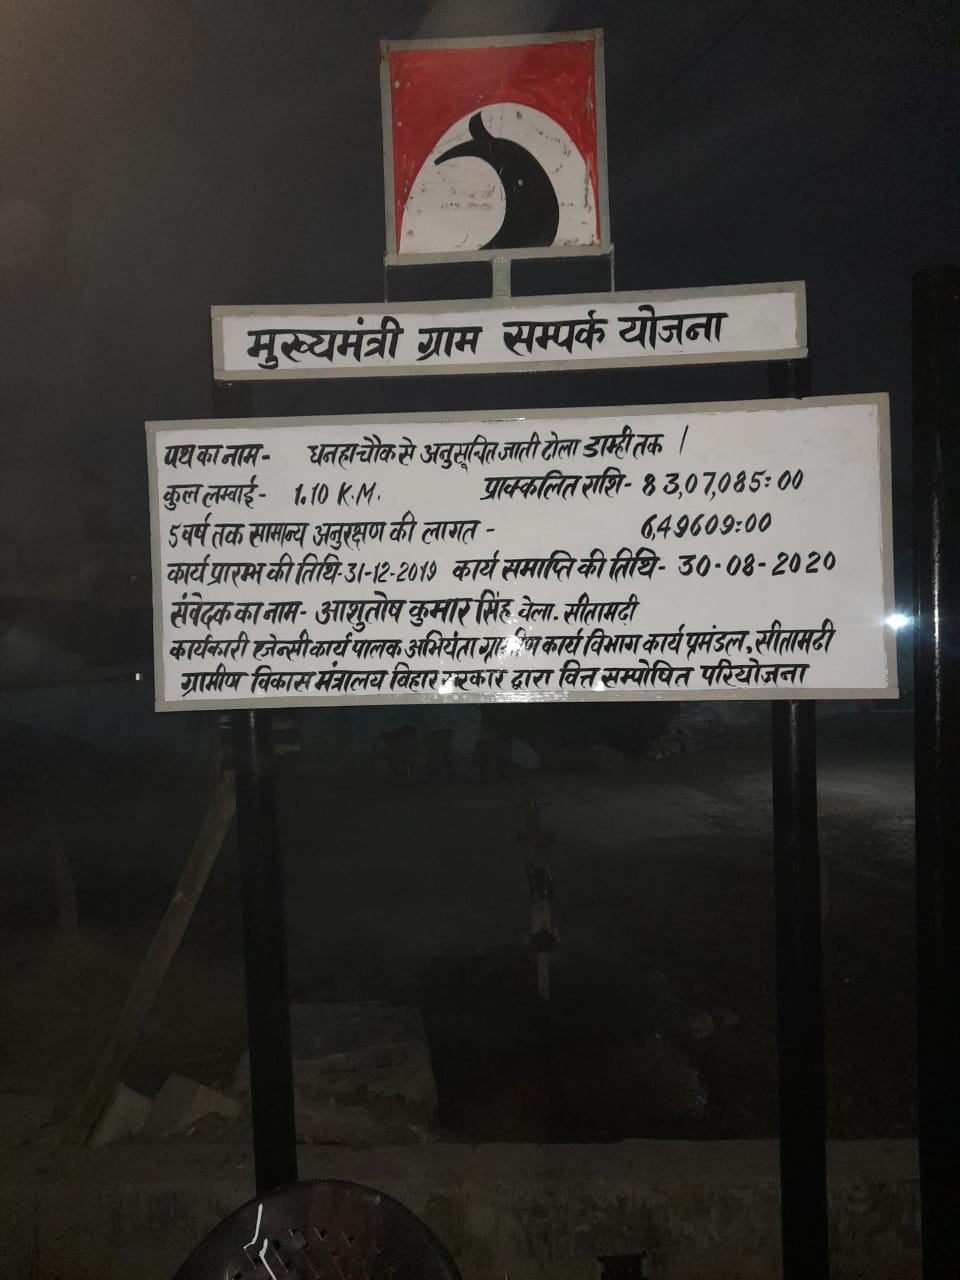 मुख्यमंत्री ग्राम सम्पर्क योजना
पथ का नाम- धनहा चौक से अनुसूचित जाती टोला डाम्ही तक ।
कुल लम्बाई- 1.10 K.M. प्राक्कलित राशि- 83,07,085:00
5 वर्ष तक सामान्य अनुरक्षण की लागत - 6,49609:00
कार्य प्रारम्भ की तिथि-31-12-2019 कार्य समाप्ति की तिथि- 30-08-2020
संवेदक का नाम- आशुतोष कुमार सिंह, वेला. सीतामढी
कार्यकारी एजेन्सी कार्य पालक अभियंता ग्रामीण कार्य विभाग कार्य प्रमंडल, सीतामढी
ग्रामीण विकास मंत्रालय विहार सरकार द्वारा वित्त सम्पोषित परियोजना